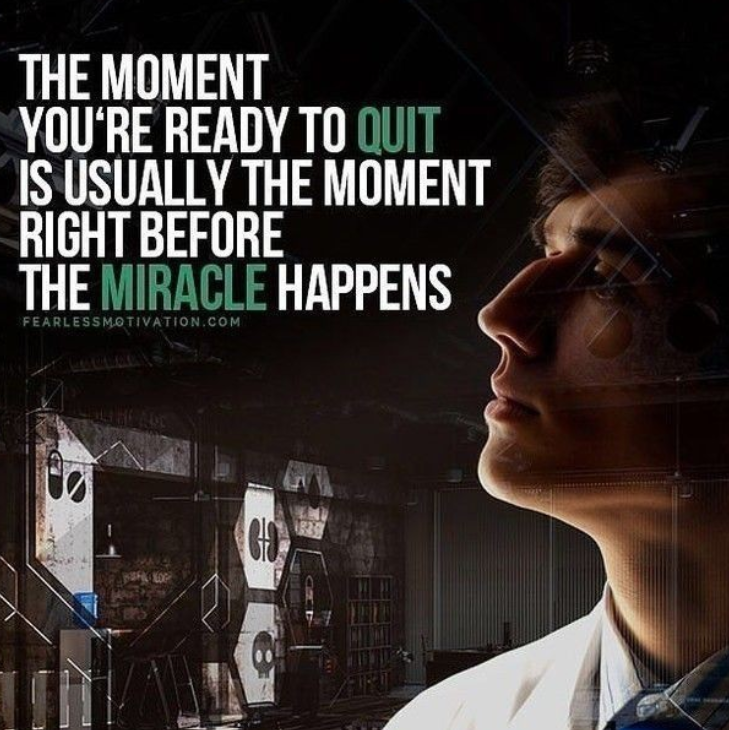 THE MOMENT
YOU‘RE READY TO QUIT
IS USUALLY THE MOMENT
RIGHT BEFORE
THE MIRACLE HAPPENS
FEARLESSMOTIVATION.COM